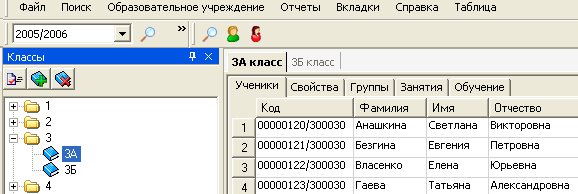 Файл Поиск Образовательное учреждение Отчеты Вкладки Справка Таблица
2005/2006 »
Классы
1
2
3
3А
3Б
4
3А класс 3Б класс
Ученики Свойства Группы Занятия Обучение
Код Фамилия Имя Отчество
1 00000120/300030 Анашкина Светлана Викторовна
2 00000121/300030 Безгина Евгения Петровна
3 00000122/300030 Власенко Елена Юрьевна
4 00000123/300030 Гаева Татьяна Александровна